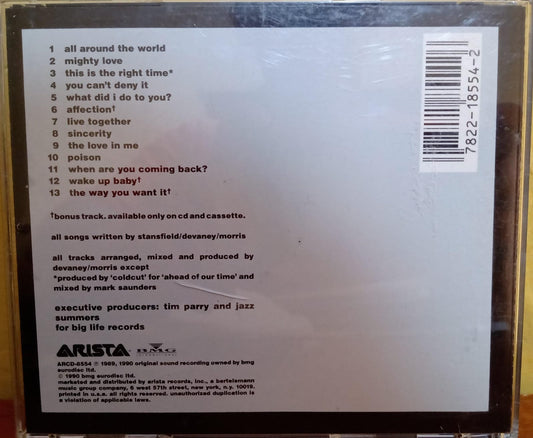 1 all around the world
2 mighty love
3 this is the right time*
4 you can't deny it
5 what did i do to you?
6 affection†
7 live together
8 sincerity
9 the love in me
10 poison
11 when are you coming back?
12 wake up baby†
13 the way you want it†
†bonus track. available only on cd and cassette.
all songs written by stansfield/devaney/morris
all tracks arranged, mixed and produced by
devaney/morris except
*produced by 'coldcut' for 'ahead of our time' and
mixed by mark saunders
executive producers: tim parry and jazz
summers
for big life records
ARISTA BMG
ARCD-8554 ℗ 1989, 1990 original sound recording owned by bmg
eurodisc ltd.
© 1990 bmg eurodisc ltd.
marketed and distributed by arista records, inc., a bertelsmann
music group company, 6 west 57th street, new york, n.y. 10019.
printed in u.s.a. all rights reserved. unauthorized duplication is
a violation of applicable laws.
7822-18554-2